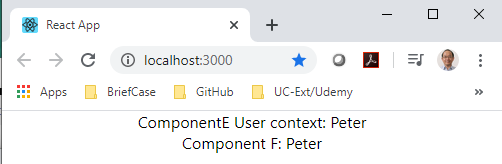 React App
localhost:3000
Apps BriefCase GitHub UC-Ext/Udemy
ComponentE User context: Peter
Component F: Peter